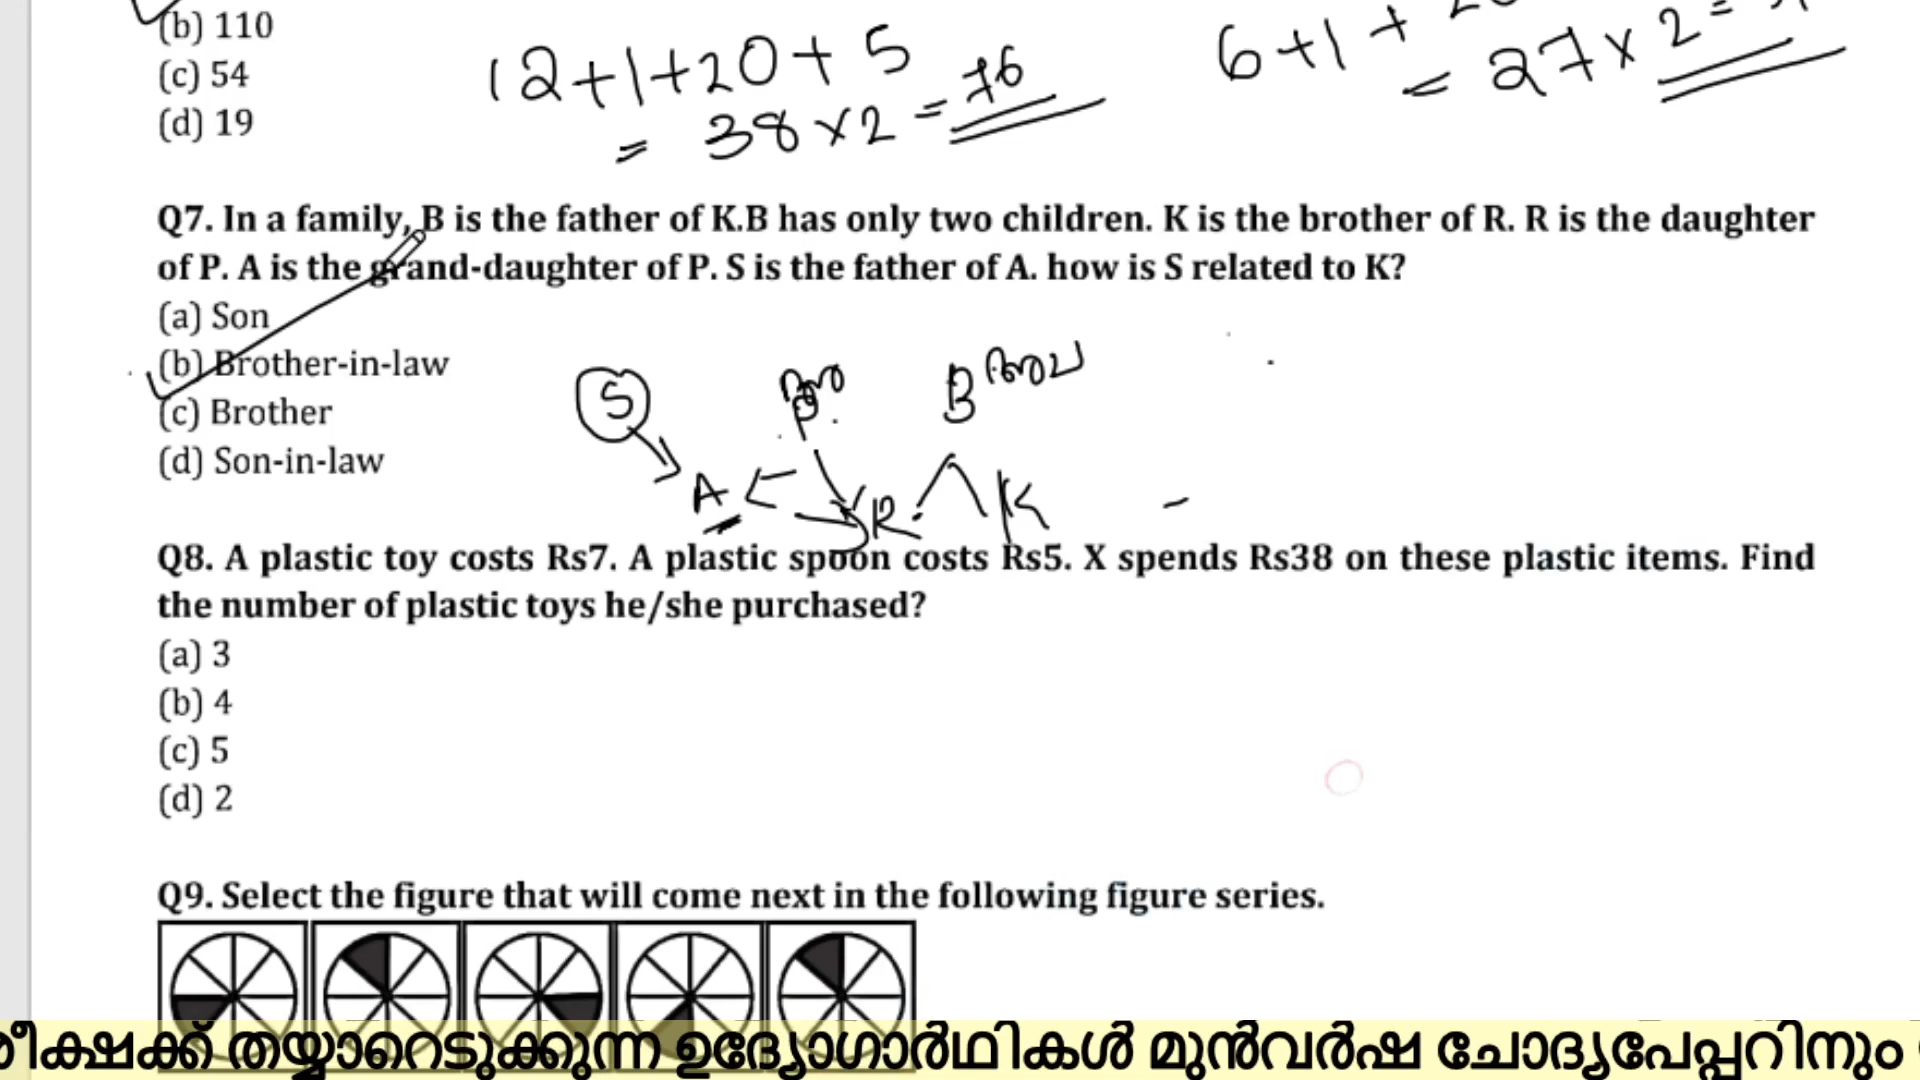 (b) 110
(c) 54
(d) 19
12+1+20+ 5
= 38 x 2 = 76
6+1 +
= 27 x 2 =
Q7. In a family, B is the father of K.B has only two children. K is the brother of R. R is the daughter
of P. A is the grand-daughter of P. S is the father of A. how is S related to K?
(a) Son
(b) Brother-in-law
(c) Brother
(d) Son-in-law
S
B
A
R
K
Q8. A plastic toy costs Rs7. A plastic spoon costs Rs5. X spends Rs38 on these plastic items. Find
the number of plastic toys he/she purchased?
(a) 3
(b) 4
(c) 5
(d) 2
Q9. Select the figure that will come next in the following figure series.
തയ്യാറെടുക്കുന്ന ഉദ്യോഗാർഥികൾ മുൻവർഷ ചോദ്യപേപ്പറിനും